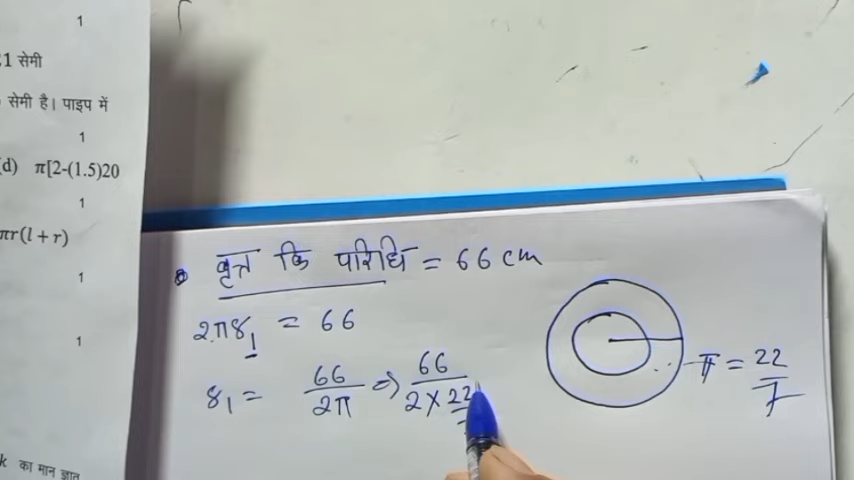 1
1 सेमी
सेमी है। पाइप में
1
(d) π[2-(1.5)20
1
πr(l + r)
1
1
k का मान ज्ञात
वृत्त कि परिधि = 66 cm
2πr₁ = 66
r₁ = 66/2π ⇒ 66/2×22
π = 22/7